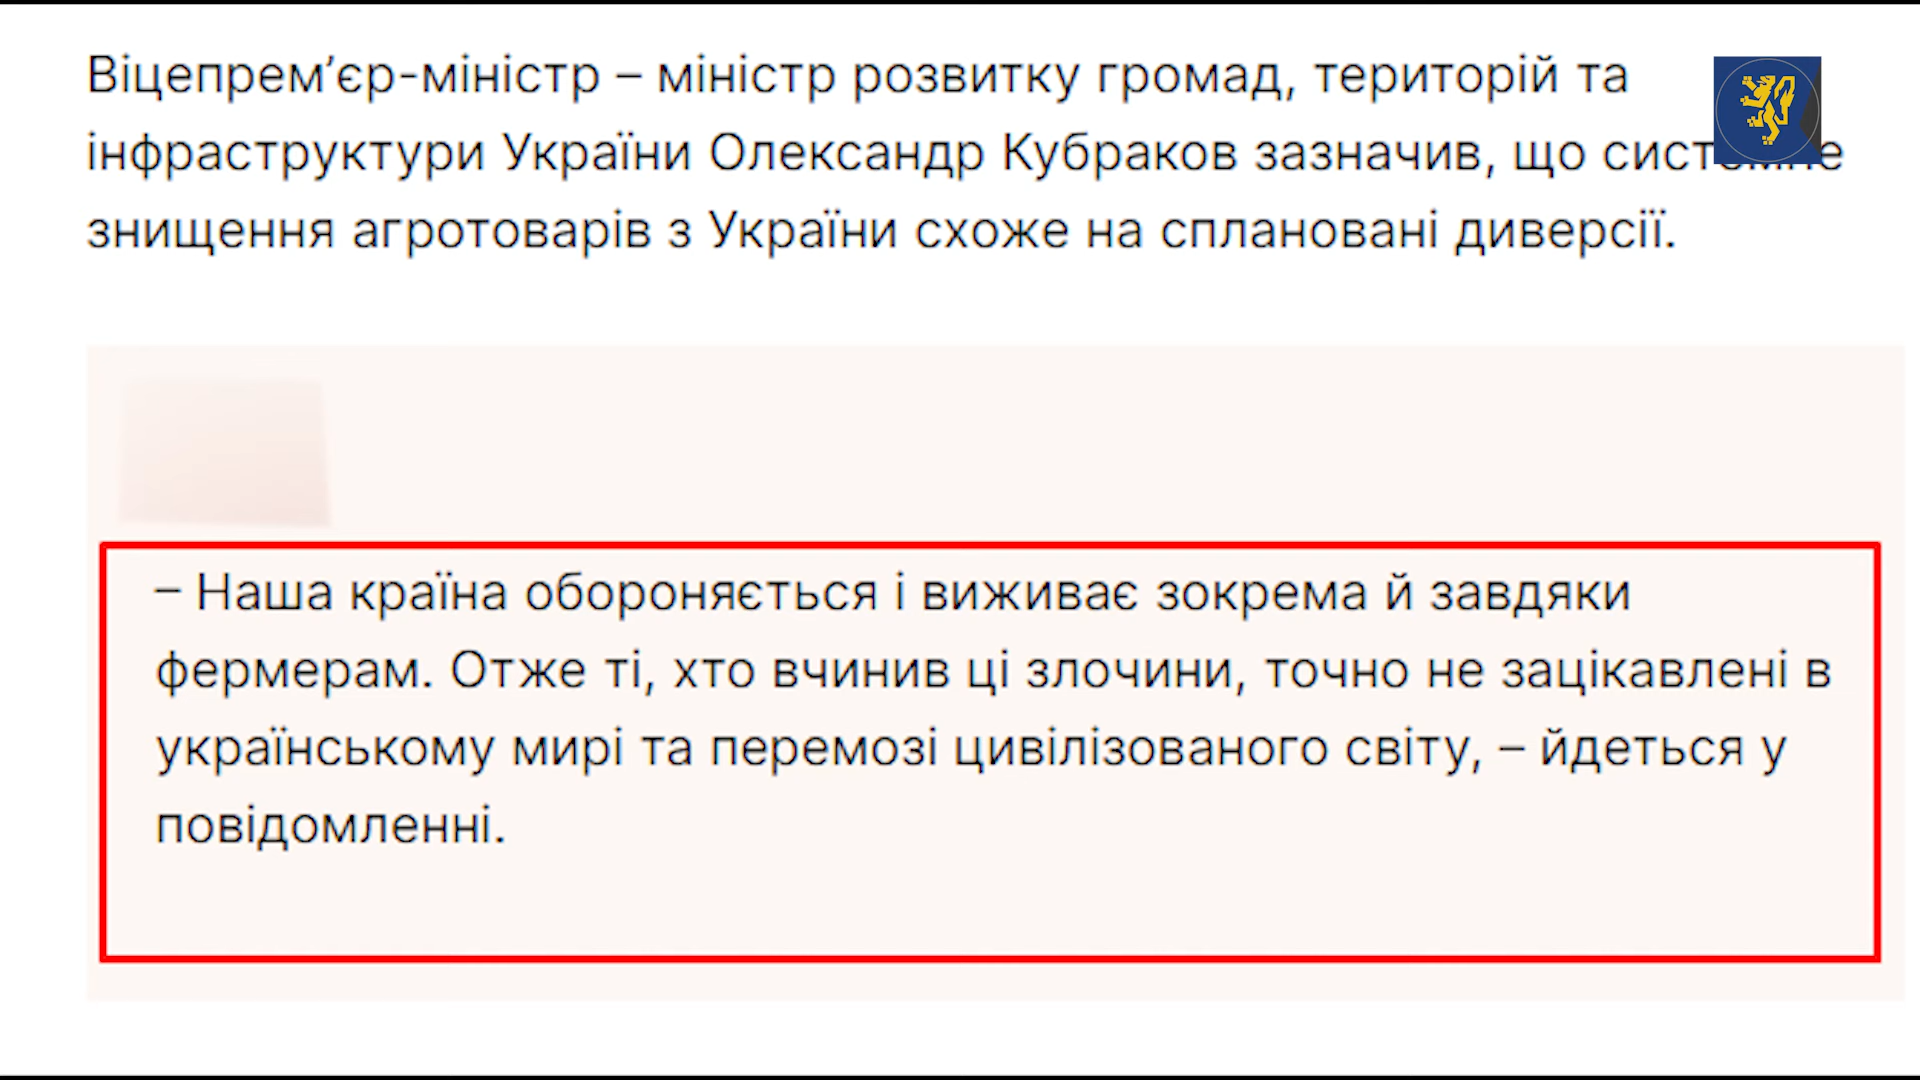 Віцепрем’єр-міністр – міністр розвитку громад, територій та
інфраструктури України Олександр Кубраков зазначив, що
знищення агротоварів з України схоже на сплановані диверсії.
– Наша країна обороняється і виживає зокрема й завдяки
фермерам. Отже ті, хто вчинив ці злочини, точно не зацікавлені в
українському мирі та перемозі цивілізованого світу, – йдеться у
повідомленні.